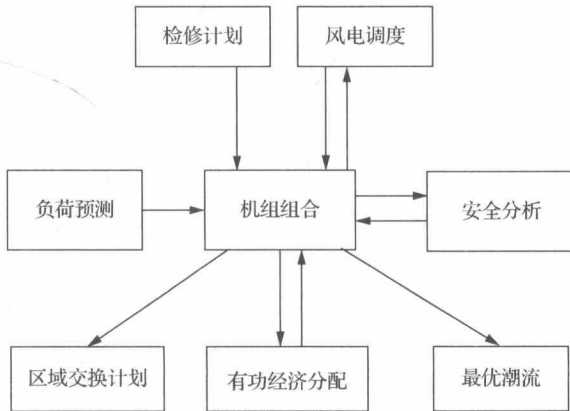 检修计划
风电调度
负荷预测
机组组合
安全分析
区域交换计划
有功经济分配
最优潮流